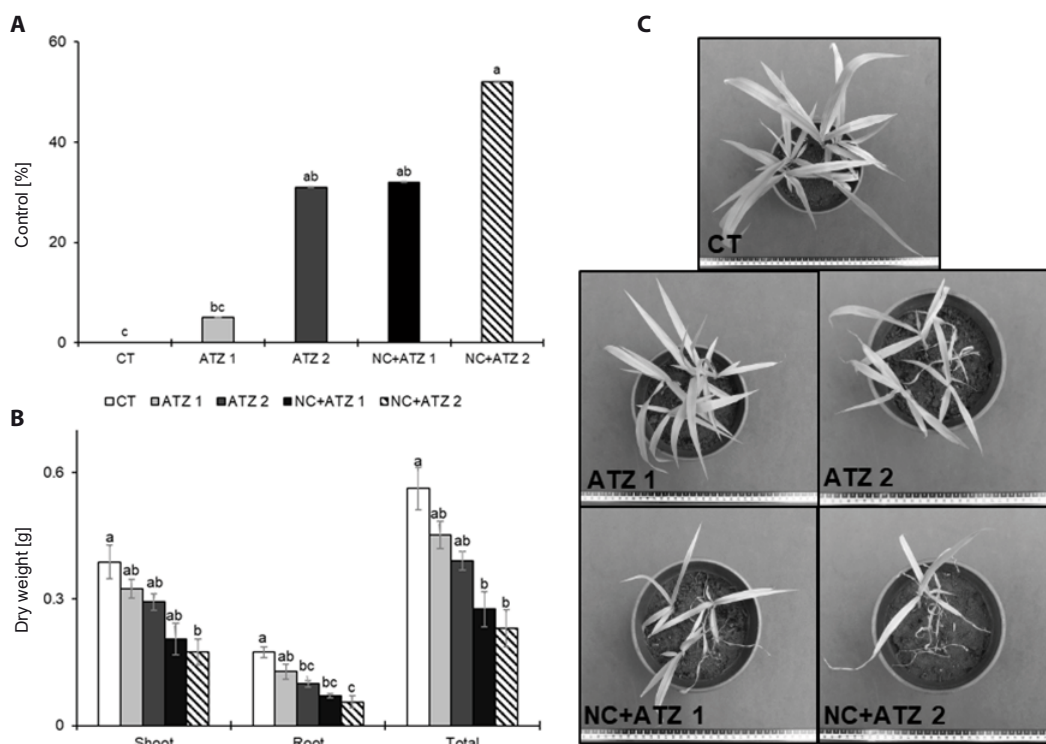 A
Control [%]
60
40
20
0
c
bc
ab
ab
a
CT
ATZ 1
ATZ 2
NC+ATZ 1
NC+ATZ 2
CT ATZ 1 ATZ 2 NC+ATZ 1 NC+ATZ 2
B
Dry weight [g]
0.6
0.3
0
a
ab
ab
ab
b
a
ab
bc
bc
c
a
ab
ab
b
b
Shoot
Root
Total
C
CT
ATZ 1
ATZ 2
NC+ATZ 1
NC+ATZ 2